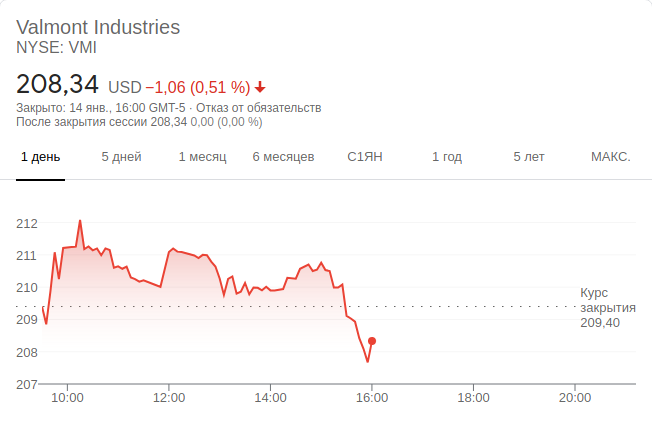 Valmont Industries
NYSE: VMI
208,34 USD −1,06 (0,51 %)
Закрыто: 14 янв., 16:00 GMT-5 · Отказ от обязательств
После закрытия сессии 208,34 0,00 (0,00 %)
1 день 5 дней 1 месяц 6 месяцев С1ЯН 1 год 5 лет МАКС.
212
211
210
209
208
207
Курс
закрытия
209,40
10:00 12:00 14:00 16:00 18:00 20:00